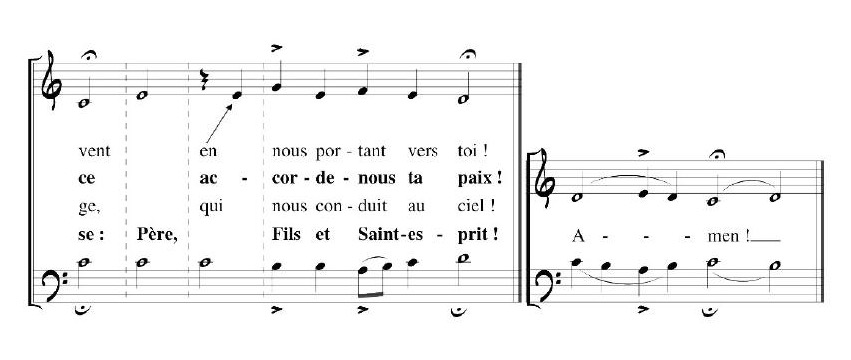 vent en nous por - tant vers toi !
ce ac - cor - de - nous ta paix !
ge, qui nous con - duit au ciel !
se : Père, Fils et Saint-es - prit !
A - - - men !